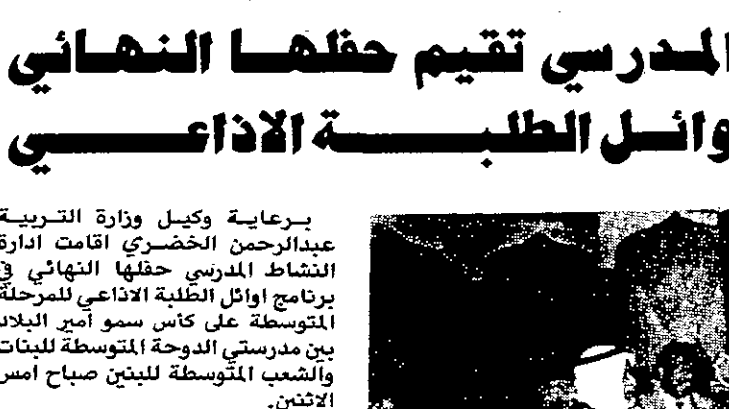 المدرسي تقيم حفلها النهائي
وائل الطلبة الاذاعي
برعاية وكيل وزارة التربية
عبدالرحمن الخضري اقامت ادارة
النشاط المدرسي حفلها النهائي في
برنامج اوائل الطلبة الاذاعي للمرحلة
المتوسطة على كأس سمو امير البلاد
بين مدرستي الدوحة المتوسطة للبنات
والشعب المتوسطة للبنين صباح امس
الاثنين.